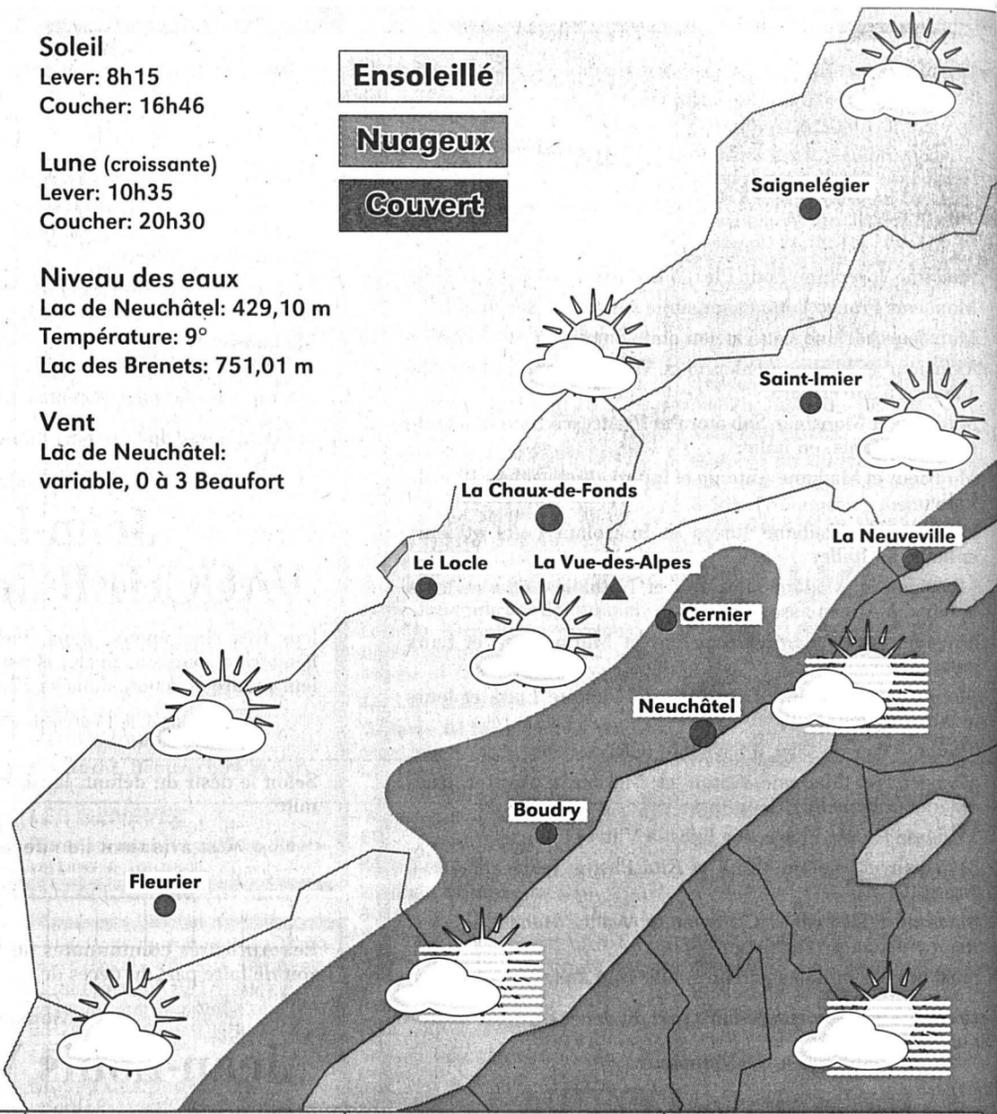 Soleil
Lever: 8h15
Coucher: 16h46
Lune (croissante)
Lever: 10h35
Coucher: 20h30
Niveau des eaux
Lac de Neuchâtel: 429,10 m
Température: 9°
Lac des Brenets: 751,01 m
Vent
Lac de Neuchâtel:
variable, 0 à 3 Beaufort
Ensoleillé
Nuageux
Couvert
Saignelégier
Saint-Imier
La Chaux-de-Fonds
La Neuveville
Le Locle
La Vue-des-Alpes
Cernier
Neuchâtel
Boudry
Fleurier